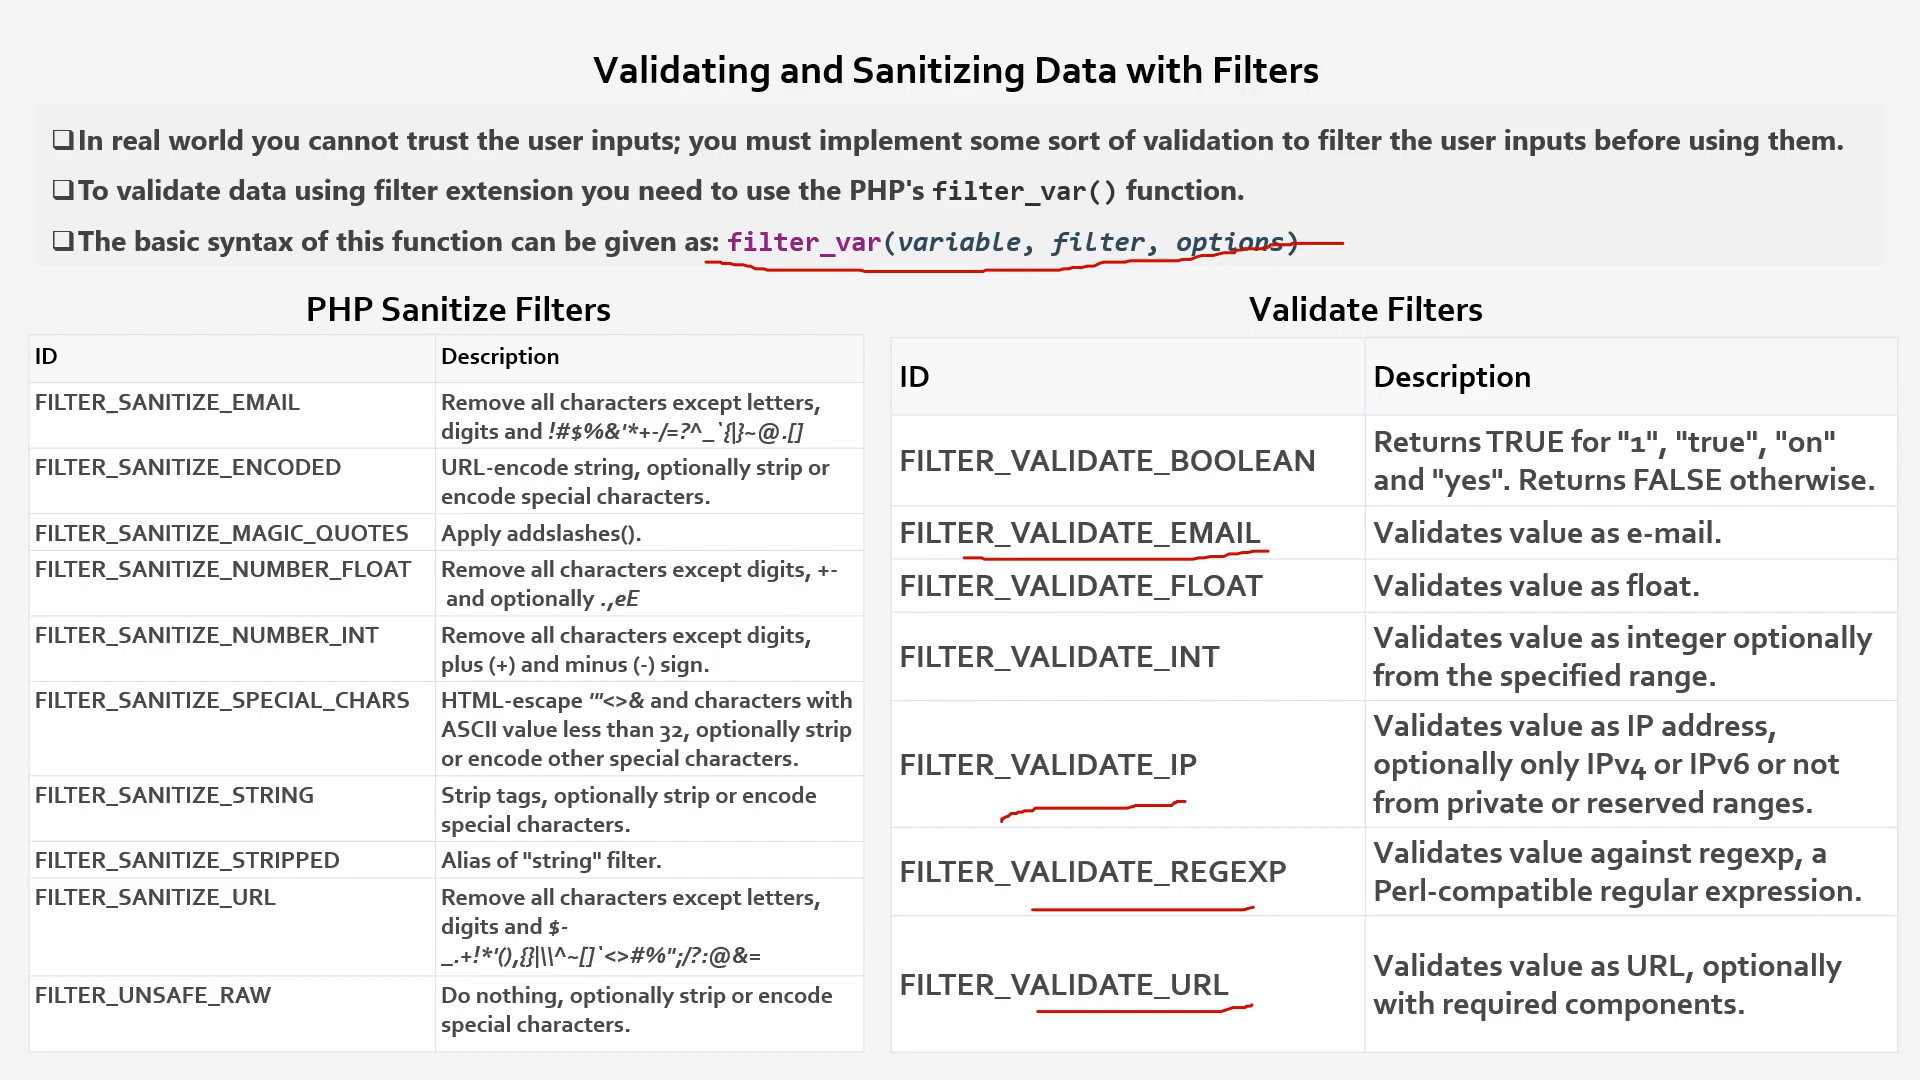 Validating and Sanitizing Data with Filters
❑In real world you cannot trust the user inputs; you must implement some sort of validation to filter the user inputs before using them.
❑To validate data using filter extension you need to use the PHP's filter_var() function.
❑The basic syntax of this function can be given as: filter_var(variable, filter, options)
PHP Sanitize Filters
ID Description
FILTER_SANITIZE_EMAIL Remove all characters except letters,
digits and !#$%&'*+-/=?^_`{|}~@.[]
FILTER_SANITIZE_ENCODED URL-encode string, optionally strip or
encode special characters.
FILTER_SANITIZE_MAGIC_QUOTES Apply addslashes().
FILTER_SANITIZE_NUMBER_FLOAT Remove all characters except digits, +-
and optionally .,eE
FILTER_SANITIZE_NUMBER_INT Remove all characters except digits,
plus (+) and minus (-) sign.
FILTER_SANITIZE_SPECIAL_CHARS HTML-escape '"<>& and characters with
ASCII value less than 32, optionally strip
or encode other special characters.
FILTER_SANITIZE_STRING Strip tags, optionally strip or encode
special characters.
FILTER_SANITIZE_STRIPPED Alias of "string" filter.
FILTER_SANITIZE_URL Remove all characters except letters,
digits and $-
_.+!*'(),{}|\\^~[]`<>#%";/?:@&=
FILTER_UNSAFE_RAW Do nothing, optionally strip or encode
special characters.
Validate Filters
ID Description
FILTER_VALIDATE_BOOLEAN Returns TRUE for "1", "true", "on"
and "yes". Returns FALSE otherwise.
FILTER_VALIDATE_EMAIL Validates value as e-mail.
FILTER_VALIDATE_FLOAT Validates value as float.
FILTER_VALIDATE_INT Validates value as integer optionally
from the specified range.
FILTER_VALIDATE_IP Validates value as IP address,
optionally only IPv4 or IPv6 or not
from private or reserved ranges.
FILTER_VALIDATE_REGEXP Validates value against regexp, a
Perl-compatible regular expression.
FILTER_VALIDATE_URL Validates value as URL, optionally
with required components.